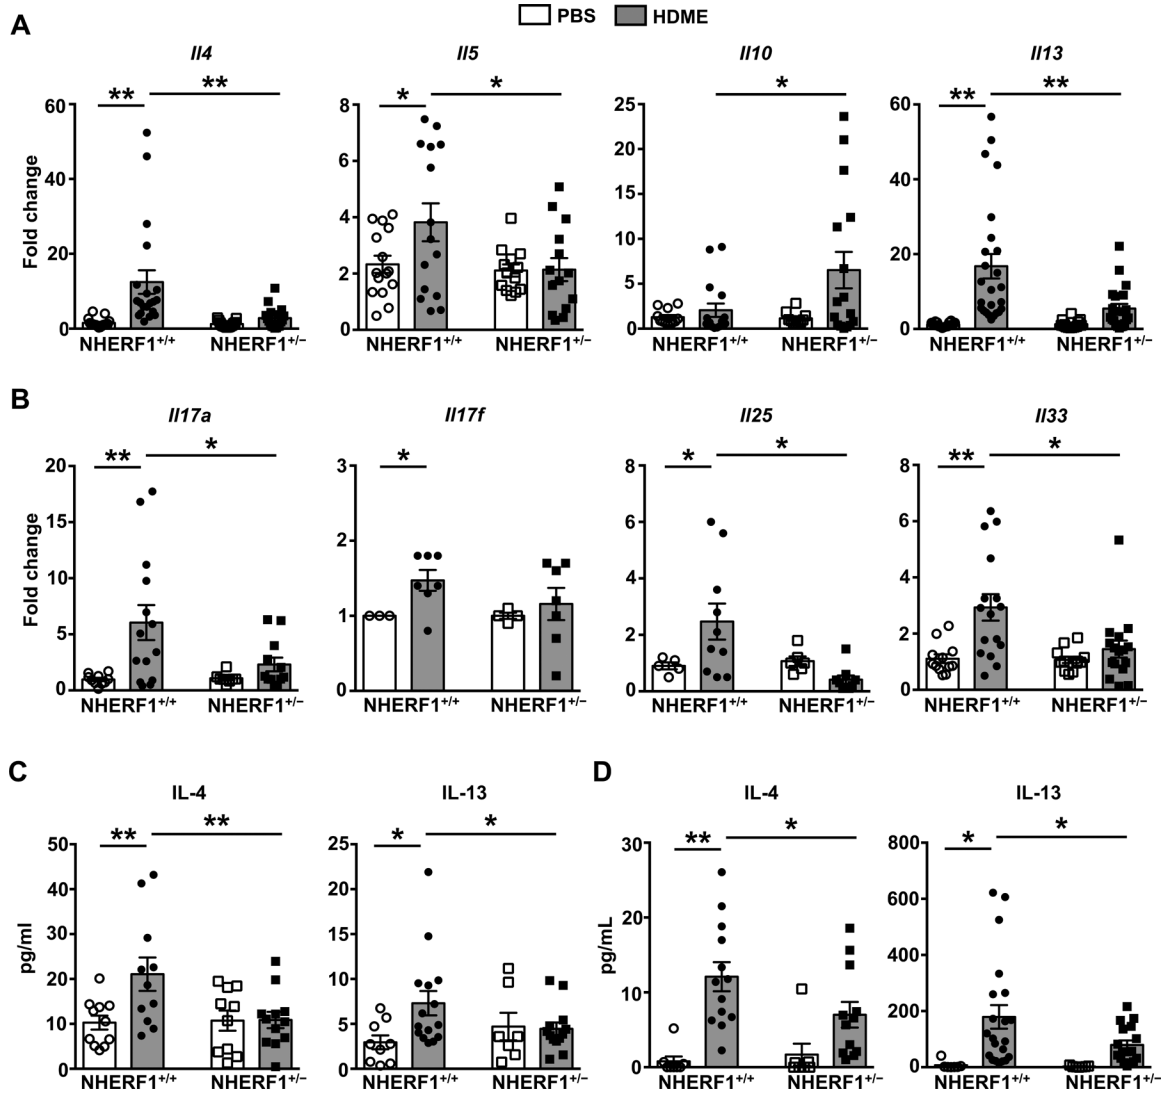 PBS HDME
A
Il4 Il5 Il10 Il13
** ** * * * ** **
Fold change
60 8 25 60
20
40 6 40
15
4
10
20 20
2 5
0 0 0 0
NHERF1+/+ NHERF1+/− NHERF1+/+ NHERF1+/− NHERF1+/+ NHERF1+/− NHERF1+/+ NHERF1+/−
B
Il17a Il17f Il25 Il33
** * * * * ** *
Fold change
20 3 8 8
15 6 6
2
10 4 4
1
5 2 2
0 0 0 0
NHERF1+/+ NHERF1+/− NHERF1+/+ NHERF1+/− NHERF1+/+ NHERF1+/− NHERF1+/+ NHERF1+/−
C D
IL-4 IL-13 IL-4 IL-13
** ** * * ** * * *
pg/ml pg/mL
50 25 30 800
40 20
600
30 15 20
400
20 10
10
200
10 5
0 0 0 0
NHERF1+/+ NHERF1+/− NHERF1+/+ NHERF1+/− NHERF1+/+ NHERF1+/− NHERF1+/+ NHERF1+/−